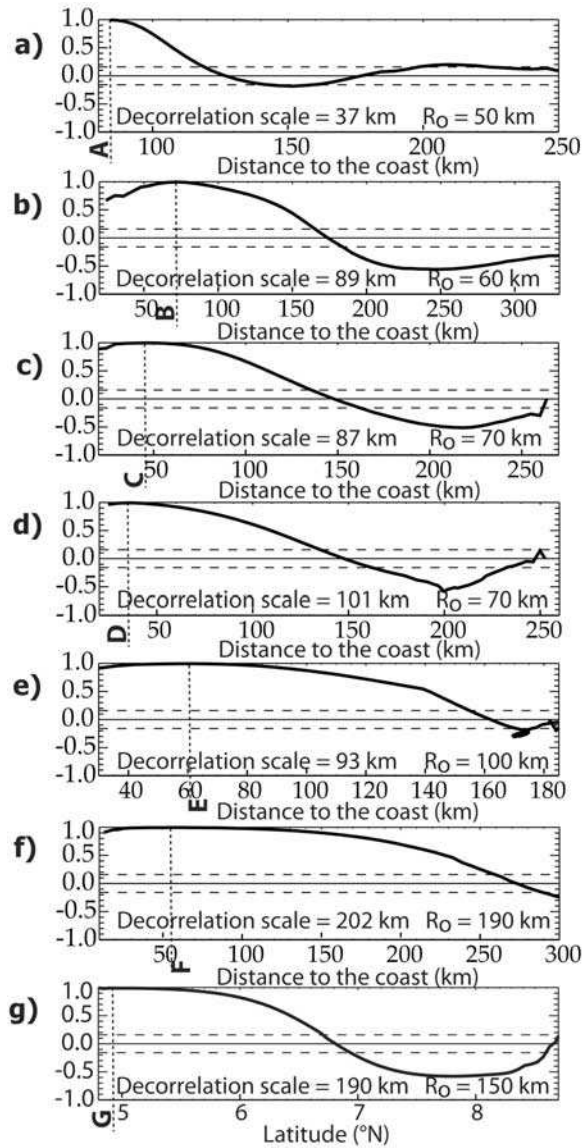 a)
1.0
0.5
0.0
-0.5
-1.0
Decorrelation scale = 37 km R₀ = 50 km
A
100 150 200 250
Distance to the coast (km)
b)
1.0
0.5
0.0
-0.5
-1.0
Decorrelation scale = 89 km R₀ = 60 km
B
50 100 150 200 250 300
Distance to the coast (km)
c)
1.0
0.5
0.0
-0.5
-1.0
Decorrelation scale = 87 km R₀ = 70 km
C
50 100 150 200 250
Distance to the coast (km)
d)
1.0
0.5
0.0
-0.5
-1.0
Decorrelation scale = 101 km R₀ = 70 km
D
50 100 150 200 250
Distance to the coast (km)
e)
1.0
0.5
0.0
-0.5
-1.0
Decorrelation scale = 93 km R₀ = 100 km
E
40 60 80 100 120 140 160 180
Distance to the coast (km)
f)
1.0
0.5
0.0
-0.5
-1.0
Decorrelation scale = 202 km R₀ = 190 km
F
50 100 150 200 250 300
Distance to the coast (km)
g)
1.0
0.5
0.0
-0.5
-1.0
Decorrelation scale = 190 km R₀ = 150 km
G
5 6 7 8
Latitude (°N)